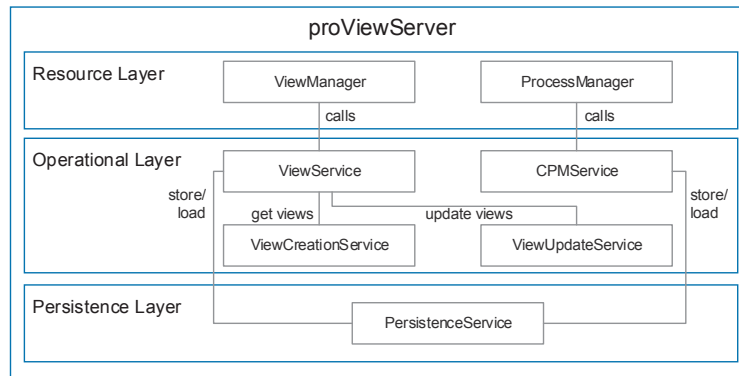 proViewServer
Resource Layer
ViewManager
ProcessManager
calls
calls
Operational Layer
ViewService
CPMService
store/
load
store/
load
get views
update views
ViewCreationService
ViewUpdateService
Persistence Layer
PersistenceService